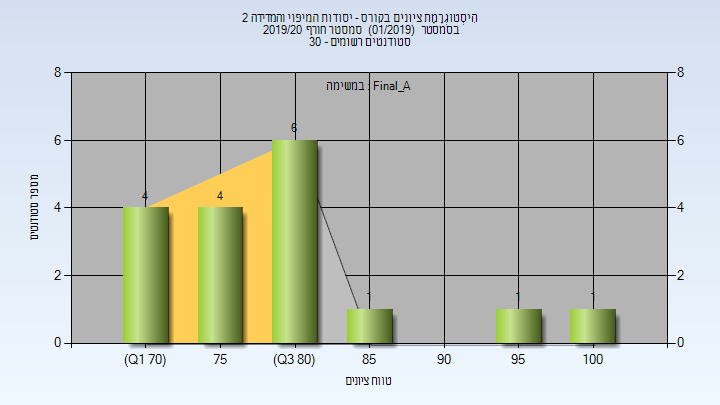 היסטוגרמת ציונים בקורס - יסודות המיפוי והמדידה 2
בסמסטר (01/2019) סמסטר חורף 2019/20
סטודנטים רשומים - 30
במשימה : Final_A
8
6
4
2
0
8
6
4
2
0
מספר סטודנטים
4
4
6
1
1
1
(Q1 70)
75
(Q3 80)
85
90
95
100
טווח ציונים